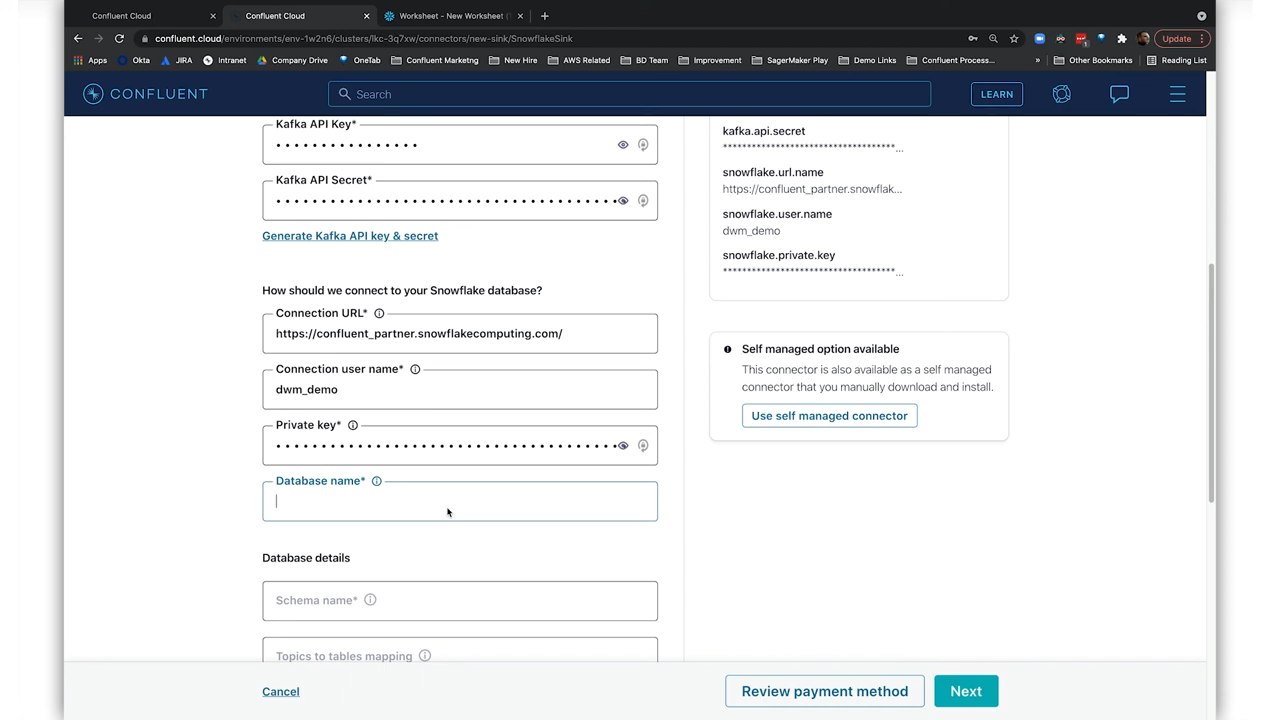 Confluent Cloud
Confluent Cloud
Worksheet - New Worksheet
confluent.cloud/environments/env-1w2n6/clusters/lkc-3q7xw/connectors/new-sink/SnowflakeSink
Update
Apps
Okta
JIRA
Intranet
Company Drive
OneTab
Confluent Marketing
New Hire
AWS Related
BD Team
Improvement
SagerMaker Play
Demo Links
Confluent Process...
»
Other Bookmarks
Reading List
CONFLUENT
Search
LEARN
Kafka API Key*
••••••••••••••••
Kafka API Secret*
Generate Kafka API key & secret
How should we connect to your Snowflake database?
Connection URL*
https://confluent_partner.snowflakecomputing.com/
Connection user name*
dwm_demo
Private key*
Database name*
Database details
Schema name*
Topics to tables mapping
kafka.api.secret
***********************************...
snowflake.url.name
https://confluent_partner.snowflak...
snowflake.user.name
dwm_demo
snowflake.private.key
***********************************...
Self managed option available
This connector is also available as a self managed
connector that you manually download and install.
Use self managed connector
Cancel
Review payment method
Next